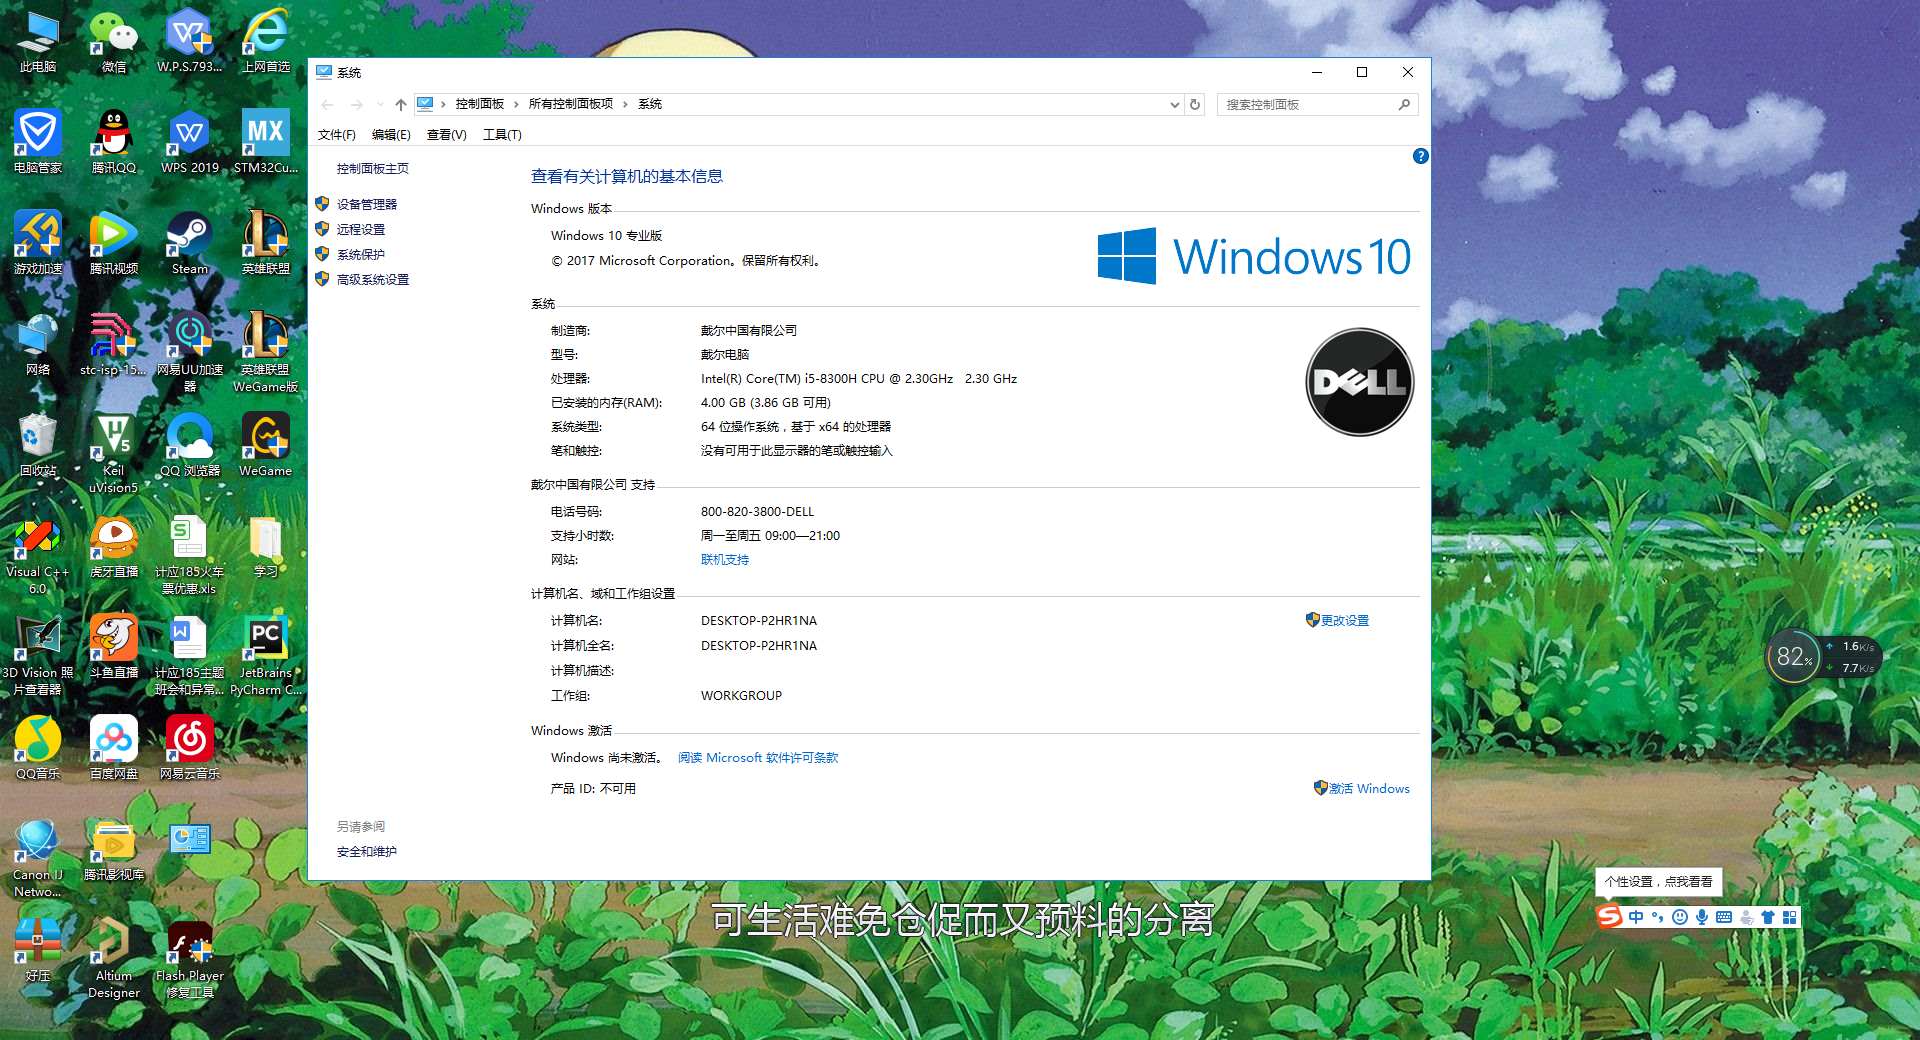 此电脑
微信
W.P.S.793...
上网首选
电脑管家
腾讯QQ
WPS 2019
MX
STM32Cu...
游戏加速
腾讯视频
Steam
英雄联盟
网络
stc-isp-15...
网易UU加速
器
英雄联盟
WeGame版
回收站
Keil
uVision5
QQ 浏览器
WeGame
Visual C++
6.0
虎牙直播
计应185火车
票优惠.xls
学习
3D Vision 照
片查看器
斗鱼直播
计应185主题
班会和异常...
PC
JetBrains
PyCharm C...
QQ音乐
百度网盘
网易云音乐
Canon IJ
Netwo...
腾讯影视库
好压
Altium
Designer
Flash Player
修复工具
系统
控制面板 › 所有控制面板项 › 系统
搜索控制面板
文件(F) 编辑(E) 查看(V) 工具(T)
控制面板主页
设备管理器
远程设置
系统保护
高级系统设置
另请参阅
安全和维护
查看有关计算机的基本信息
Windows 版本
Windows 10 专业版
© 2017 Microsoft Corporation。保留所有权利。
Windows 10
系统
制造商: 戴尔中国有限公司
型号: 戴尔电脑
处理器: Intel(R) Core(TM) i5-8300H CPU @ 2.30GHz 2.30 GHz
已安装的内存(RAM): 4.00 GB (3.86 GB 可用)
系统类型: 64 位操作系统，基于 x64 的处理器
笔和触控: 没有可用于此显示器的笔或触控输入
DELL
戴尔中国有限公司 支持
电话号码: 800-820-3800-DELL
支持小时数: 周一至周五 09:00—21:00
网站: 联机支持
计算机名、域和工作组设置
计算机名: DESKTOP-P2HR1NA
更改设置
计算机全名: DESKTOP-P2HR1NA
计算机描述:
工作组: WORKGROUP
Windows 激活
Windows 尚未激活。 阅读 Microsoft 软件许可条款
产品 ID: 不可用
激活 Windows
82%
1.6K/s
7.7K/s
个性设置，点我看看
中
可生活难免仓促而又预料的分离